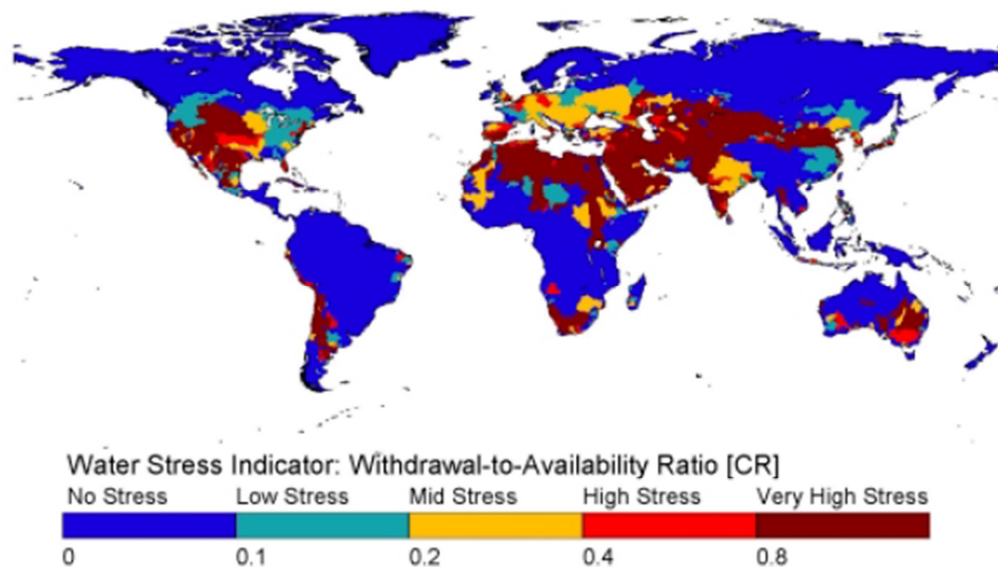 Water Stress Indicator: Withdrawal-to-Availability Ratio [CR]
No Stress Low Stress Mid Stress High Stress Very High Stress
0 0.1 0.2 0.4 0.8